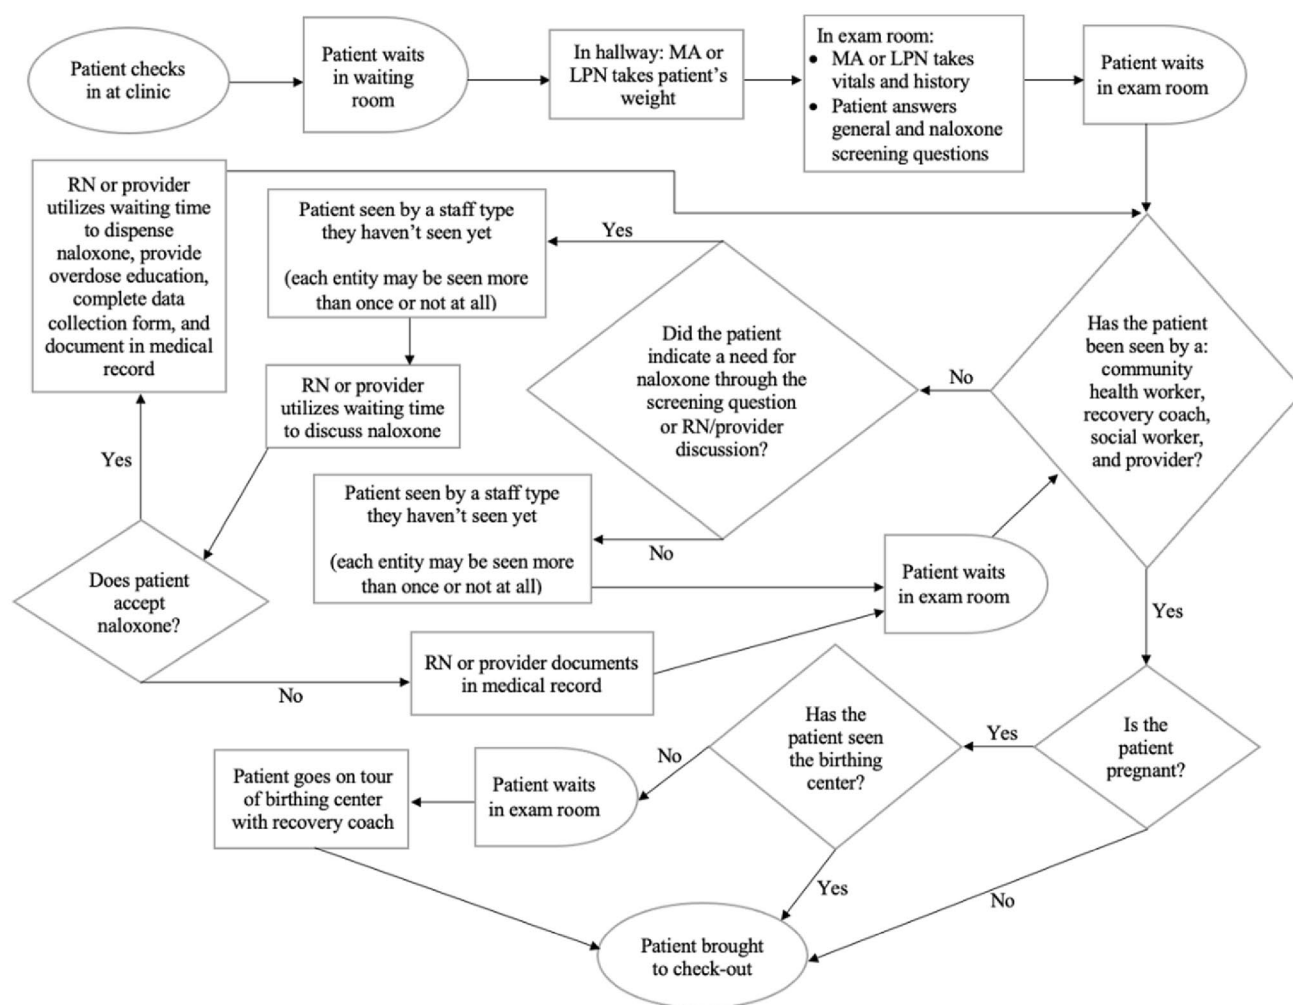 Patient checks
in at clinic
Patient waits
in waiting
room
In hallway: MA or
LPN takes patient’s
weight
In exam room:
• MA or LPN takes
vitals and history
• Patient answers
general and naloxone
screening questions
Patient waits
in exam room
RN or provider
utilizes waiting time
to dispense
naloxone, provide
overdose education,
complete data
collection form, and
document in medical
record
Patient seen by a staff type
they haven’t seen yet
(each entity may be seen more
than once or not at all)
Yes
Did the patient
indicate a need for
naloxone through the
screening question
or RN/provider
discussion?
No
Has the patient
been seen by a:
community
health worker,
recovery coach,
social worker,
and provider?
RN or provider
utilizes waiting time
to discuss naloxone
Yes
Patient seen by a staff type
they haven’t seen yet
(each entity may be seen more
than once or not at all)
No
Patient waits
in exam room
Does patient
accept
naloxone?
Yes
No
RN or provider documents
in medical record
Has the
patient seen
the birthing
center?
Yes
Is the
patient
pregnant?
No
Patient waits
in exam room
Patient goes on tour
of birthing center
with recovery coach
Yes
No
Patient brought
to check-out